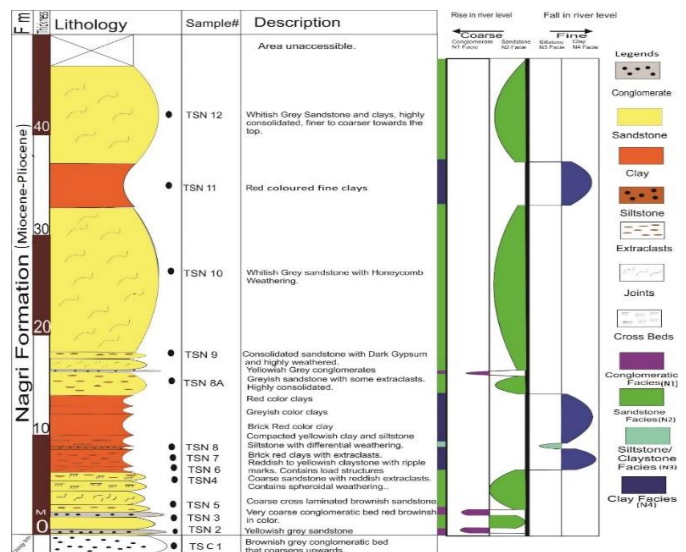 Fm
Thickness
Lithology
Sample#
Description
Rise in river level
Fall in river level
Coarse
Fine
Conglomerate
N1 Facie
Sandstone
N2 Facie
Siltstone
N3 Facie
Clay
N4 Facie
Nagri Formation (Miocene-Pliocene)
40
30
20
10
M
0
Area unaccessible.
TSN 12
Whitish Grey Sandstone and clays, highly
consolidated, finer to coarser towards the
top.
TSN 11
Red coloured fine clays
TSN 10
Whitish Grey sandstone with Honeycomb
Weathering.
TSN 9
Consolidated sandstone with Dark Gypsum
and highly weathered.
Yellowish Grey conglomerates
TSN 8A
Greyish sandstone with some extraclasts.
Highly consolidated.
Red color clays
Greyish color clays
Brick Red color clay
Compacted yellowish clay and siltstone
TSN 8
Siltstone with differential weathering.
TSN 7
Brick red clays with extraclasts.
TSN 6
Reddish to yellowish claystone with ripple
marks. Contains load structures
TSN4
Coarse sandstone with reddish extraclasts.
Contains spheroidal weathering..
TSN 5
Coarse cross laminated brownish sandstone.
TSN 3
Very coarse conglomeratic bed red browinsh
in color.
TSN 2
Yellowish grey sandstone
TSC1
Brownish grey conglomeratic bed
that coarsens upwards.
Legends
Conglomerate
Sandstone
Clay
Siltstone
Extraclasts
Joints
Cross Beds
Conglomeratic
Facies(N1)
Sandstone
Facies (N2)
Siltstone/
Claystone
Facies (N3)
Clay Facies
(N4)